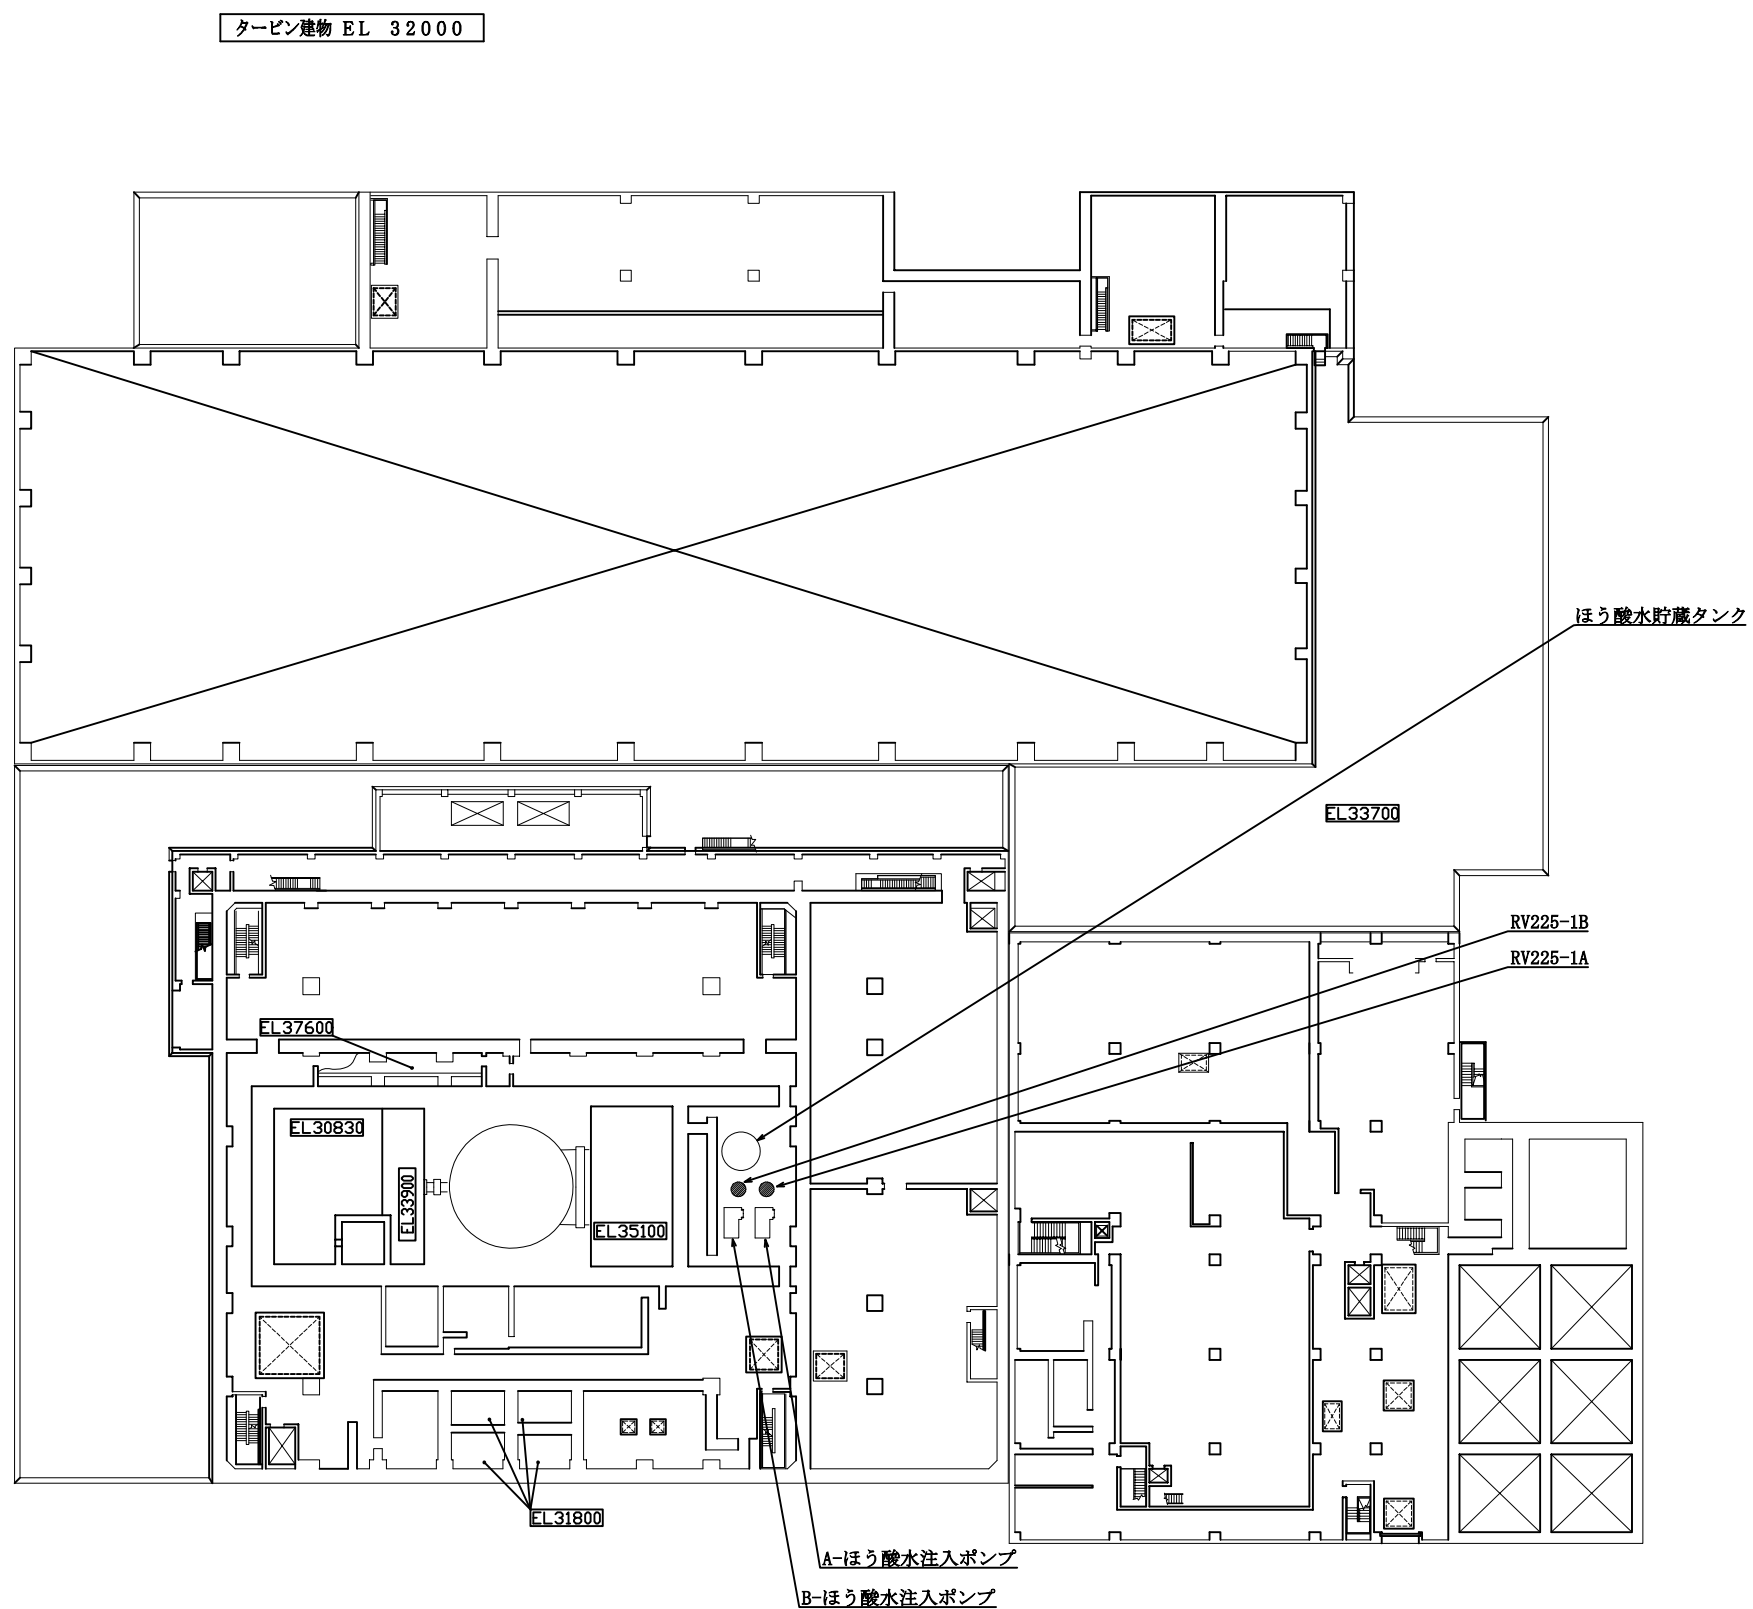 タービン建物 EL 32000
ほう酸水貯蔵タンク
EL33700
RV225-1B
RV225-1A
EL37600
EL30830
EL33900
EL35100
EL31800
A-ほう酸水注入ポンプ
B-ほう酸水注入ポンプ